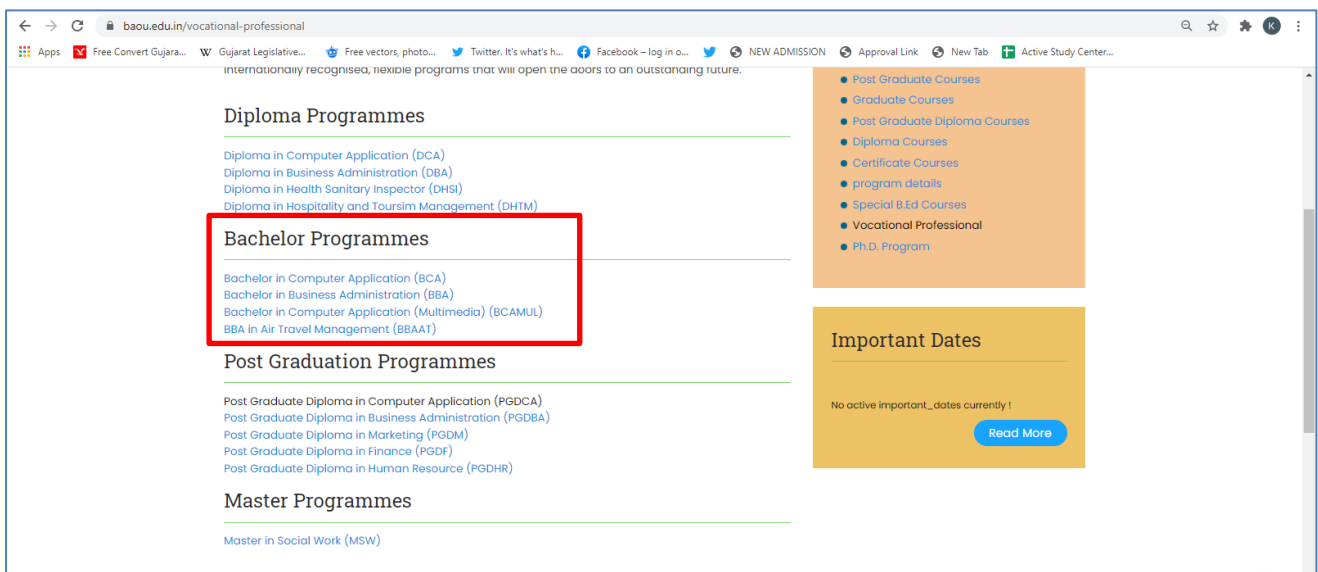 baou.edu.in/vocational-professional
K
Apps Free Convert Gujara... W Gujarat Legislative... Free vectors, photo... Twitter. It's what's h... Facebook – log in o... NEW ADMISSION Approval Link New Tab Active Study Center...
internationally recognised, flexible programs that will open the doors to an outstanding future.
Diploma Programmes
Diploma in Computer Application (DCA)
Diploma in Business Administration (DBA)
Diploma in Health Sanitary Inspector (DHSI)
Diploma in Hospitality and Toursim Management (DHTM)
Bachelor Programmes
Bachelor in Computer Application (BCA)
Bachelor in Business Administration (BBA)
Bachelor in Computer Application (Multimedia) (BCAMUL)
BBA in Air Travel Management (BBAAT)
Post Graduation Programmes
Post Graduate Diploma in Computer Application (PGDCA)
Post Graduate Diploma in Business Administration (PGDBA)
Post Graduate Diploma in Marketing (PGDM)
Post Graduate Diploma in Finance (PGDF)
Post Graduate Diploma in Human Resource (PGDHR)
Master Programmes
Master in Social Work (MSW)
Post Graduate Courses
Graduate Courses
Post Graduate Diploma Courses
Diploma Courses
Certificate Courses
program details
Special B.Ed Courses
Vocational Professional
Ph.D. Program
Important Dates
No active important_dates currently !
Read More